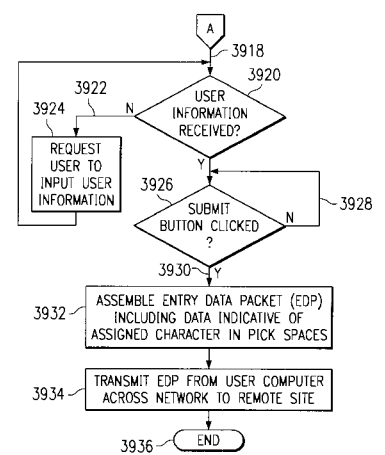 A
3918
3920
USER
INFORMATION
RECEIVED?
3922
N
3924
REQUEST
USER TO
INPUT USER
INFORMATION
Y
3926
SUBMIT
BUTTON CLICKED
?
N
3928
3930
Y
3932
ASSEMBLE ENTRY DATA PACKET (EDP)
INCLUDING DATA INDICATIVE OF
ASSIGNED CHARACTER IN PICK SPACES
3934
TRANSMIT EDP FROM USER COMPUTER
ACROSS NETWORK TO REMOTE SITE
3936
END